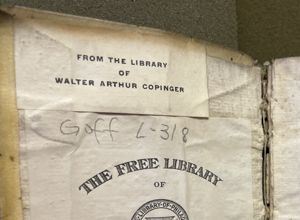 FROM THE LIBRARY
OF
WALTER ARTHUR COPINGER
Goff L-318
THE FREE LIBRARY
OF